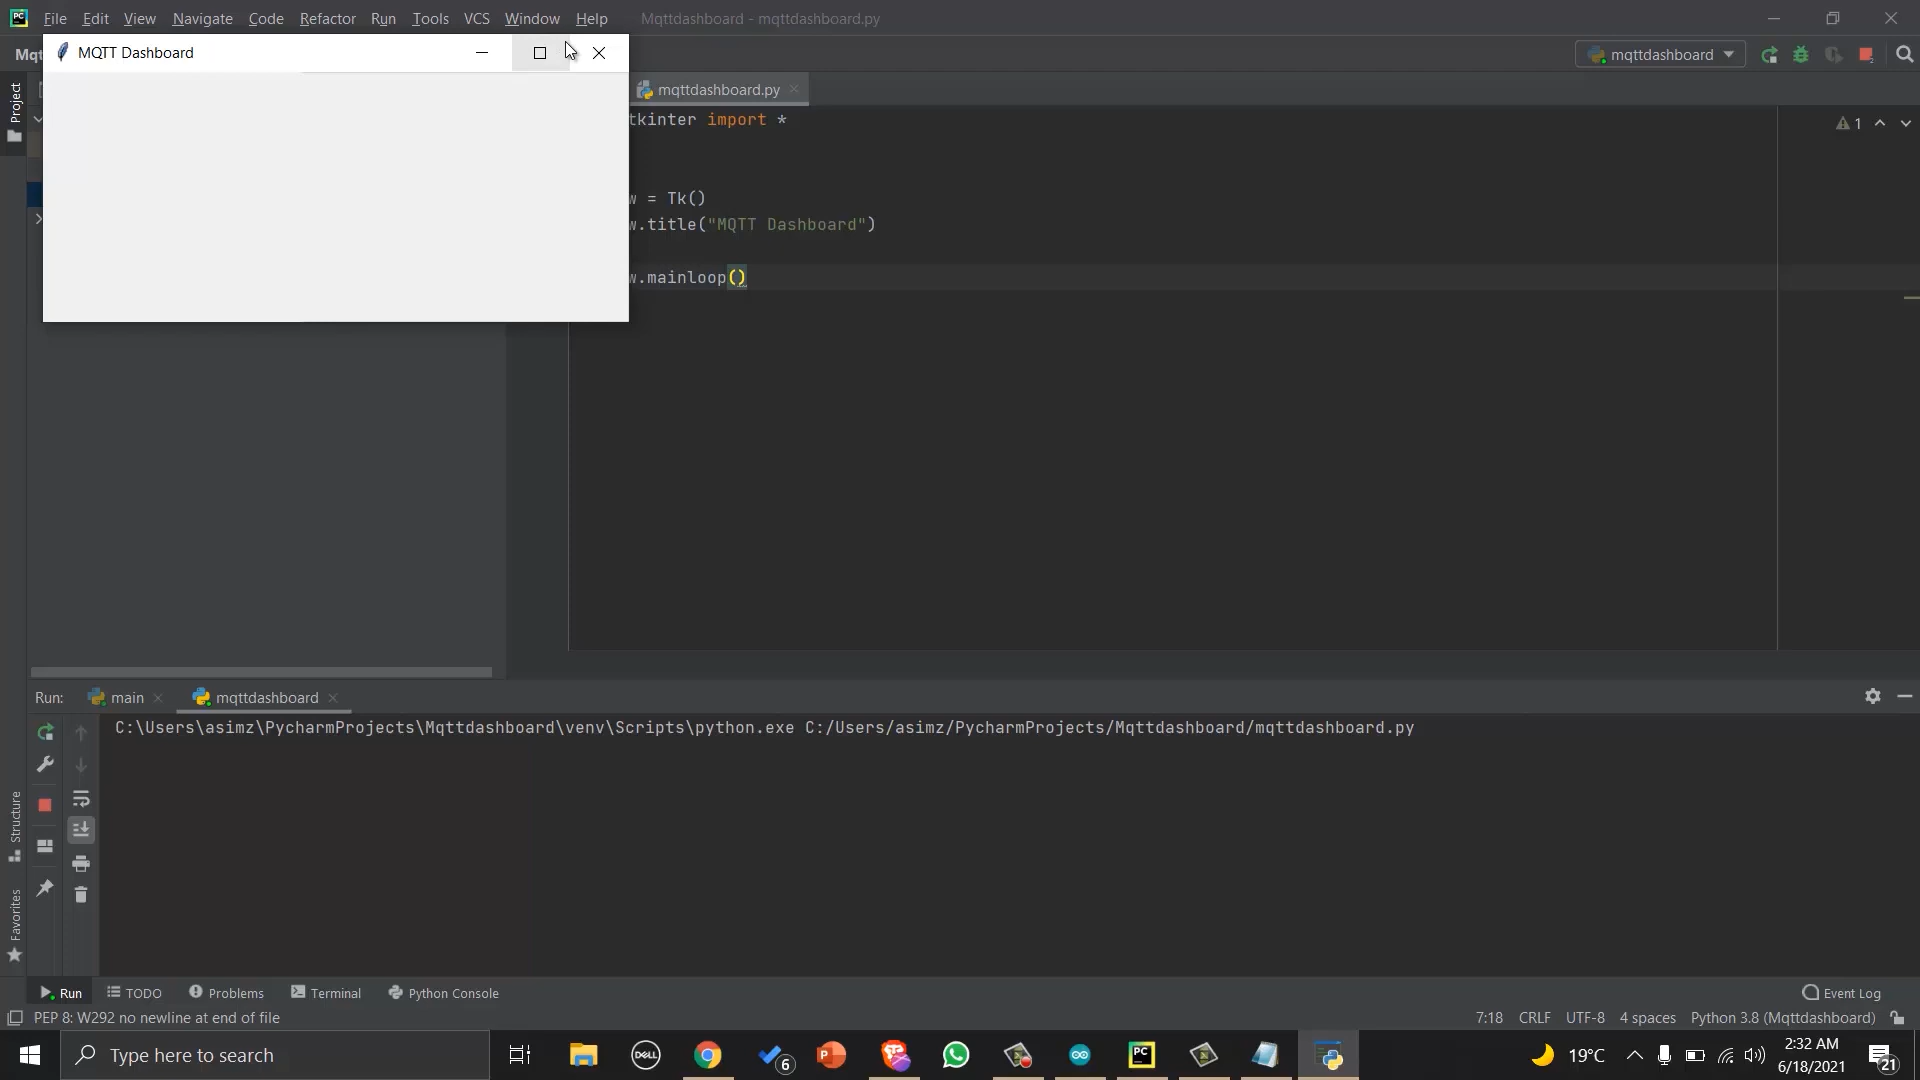 File Edit View Navigate Code Refactor Run Tools VCS Window Help Mqttdashboard - mqttdashboard.py
MQTT Dashboard
Mqt
mqttdashboard
Project
mqttdashboard.py
tkinter import *
1
w = Tk()
w.title("MQTT Dashboard")
w.mainloop()
Run: main mqttdashboard
C:\Users\asimz\PycharmProjects\Mqttdashboard\venv\Scripts\python.exe C:/Users/asimz/PycharmProjects/Mqttdashboard/mqttdashboard.py
Structure
Favorites
Run TODO Problems Terminal Python Console Event Log
PEP 8: W292 no newline at end of file 7:18 CRLF UTF-8 4 spaces Python 3.8 (Mqttdashboard)
Type here to search
DELL
6
P
PC
19°C
2:32 AM
6/18/2021
21